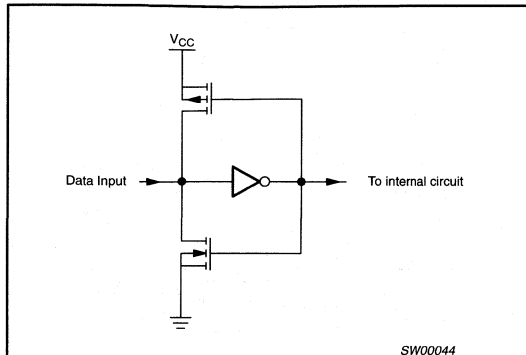 VCC
Data Input
To internal circuit
SW00044